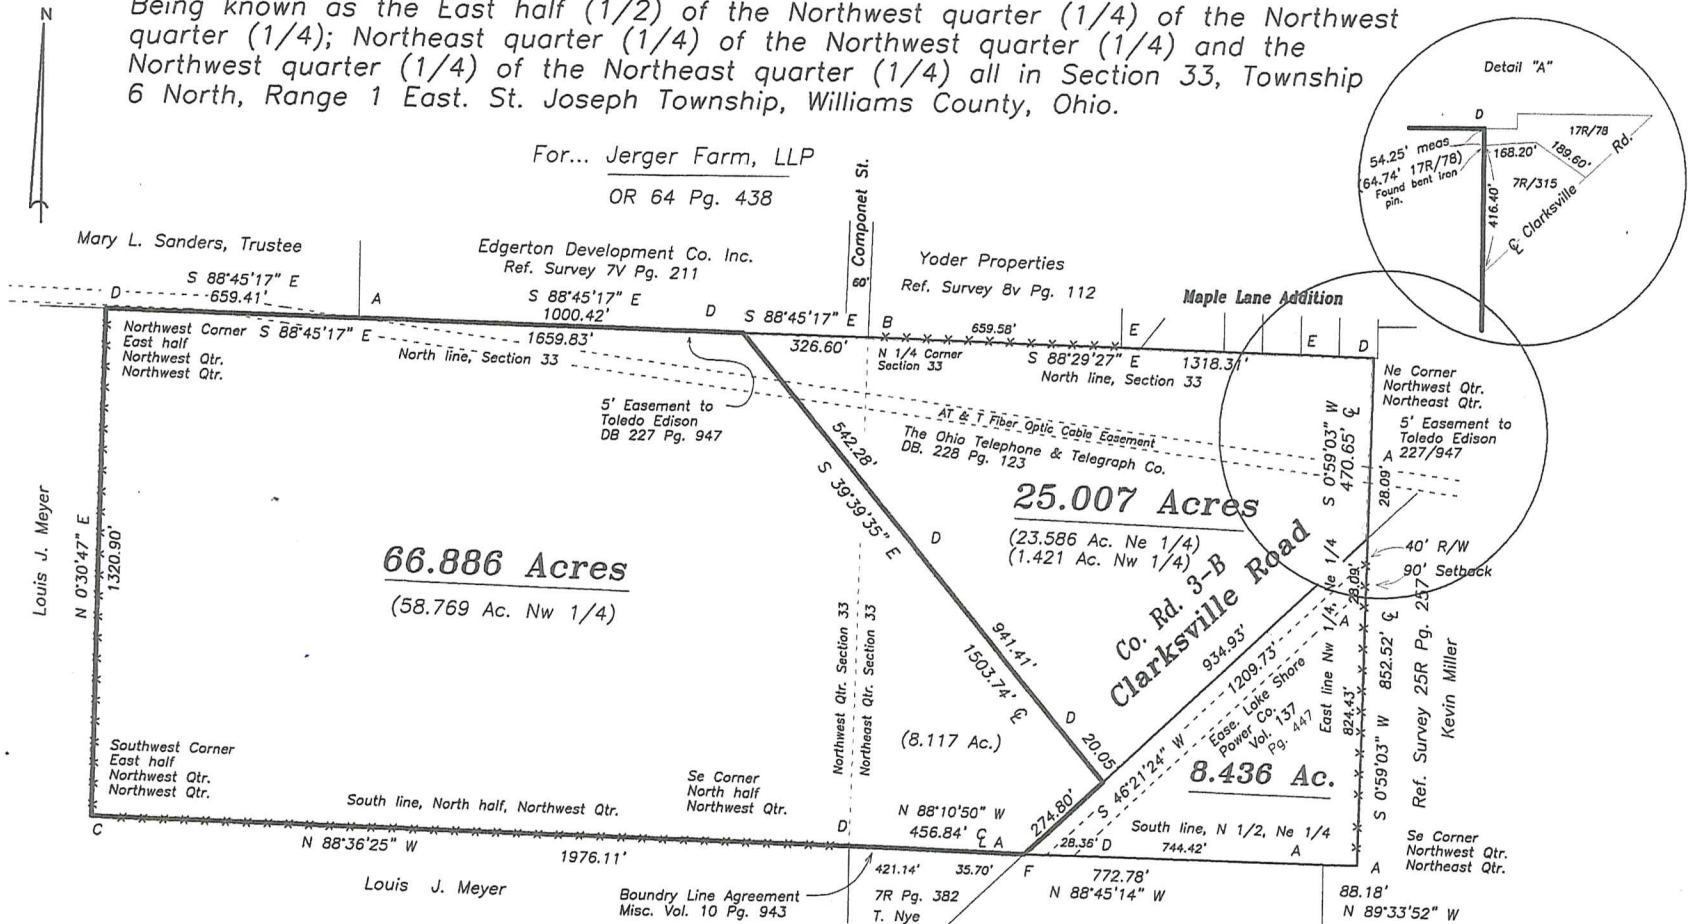 Being known as the East half (1/2) of the Northwest quarter (1/4) of the Northwest
quarter (1/4); Northeast quarter (1/4) of the Northwest quarter (1/4) and the
Northwest quarter (1/4) of the Northeast quarter (1/4) all in Section 33, Township
6 North, Range 1 East. St. Joseph Township, Williams County, Ohio.
N
For... Jerger Farm, LLP
OR 64 Pg. 438
Detail "A"
D
17R/78
Rd.
54.25' meas
(64.74' 17R/78)
Found bent iron
pin.
168.20'
189.60'
7R/315
416.40'
℄ Clarksville
Mary L. Sanders, Trustee
S 88°45'17" E
D
659.41'
A
Edgerton Development Co. Inc.
Ref. Survey 7V Pg. 211
S 88°45'17" E
1000.42'
D
60' Componet St.
S 88°45'17" E
B
Yoder Properties
Ref. Survey 8v Pg. 112
659.58'
Maple Lane Addition
E
E
D
Northwest Corner
East half
Northwest Qtr.
Northwest Qtr.
S 88°45'17" E
1659.83'
North line, Section 33
326.60'
N 1/4 Corner
Section 33
S 88°29'27" E
1318.31'
North line, Section 33
Ne Corner
Northwest Qtr.
Northeast Qtr.
5' Easement to
Toledo Edison
227/947
A
5' Easement to
Toledo Edison
DB 227 Pg. 947
AT & T Fiber Optic Cable Easement
The Ohio Telephone & Telegraph Co.
DB. 228 Pg. 123
S 0°59'03" W
470.65' ℄
28.09'
542.28'
S 39°39'35" E
D
25.007 Acres
(23.586 Ac. Ne 1/4)
(1.421 Ac. Nw 1/4)
Co. Rd. 3-B
Clarksville Road
40' R/W
90' Setback
28.09'
A
Louis J. Meyer
N 0°30'47" E
1320.90'
66.886 Acres
(58.769 Ac. Nw 1/4)
Northwest Qtr. Section 33
Northeast Qtr. Section 33
941.41'
1503.74' ℄
D
20.05
934.93'
1209.73'
S 46°21'24" W
Ease. Lake Shore
Power Co.
Vol. 137
Pg. 447
East line Nw 1/4, Ne 1/4
824.43'
S 0°59'03" W 852.52' ℄
Ref. Survey 25R Pg. 257
Kevin Miller
(8.117 Ac.)
8.436 Ac.
Southwest Corner
East half
Northwest Qtr.
Northwest Qtr.
C
South line, North half, Northwest Qtr.
Se Corner
North half
Northwest Qtr.
D
N 88°10'50" W
456.84' ℄
A
274.80'
28.36'
D
South line, N 1/2, Ne 1/4
744.42'
A
Se Corner
Northwest Qtr.
Northeast Qtr.
A
N 88°36'25" W
1976.11'
Louis J. Meyer
Boundry Line Agreement
Misc. Vol. 10 Pg. 943
421.14'
35.70'
7R Pg. 382
T. Nye
F
772.78'
N 88°45'14" W
88.18'
N 89°33'52" W